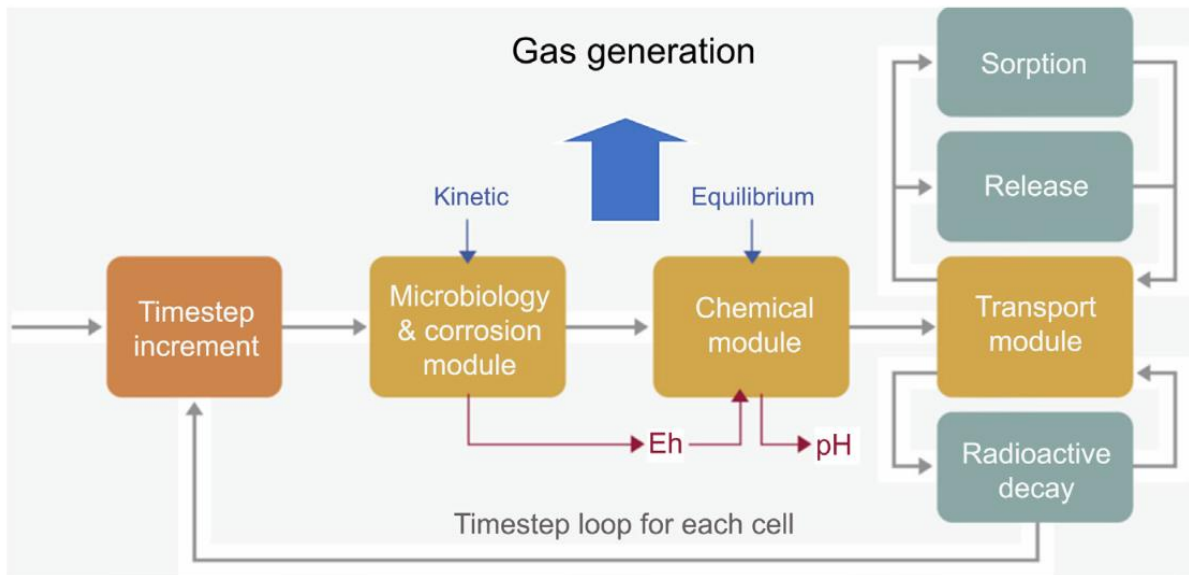 Gas generation
Sorption
Release
Kinetic
Equilibrium
Timestep
increment
Microbiology
& corrosion
module
Chemical
module
Transport
module
Eh
pH
Radioactive
decay
Timestep loop for each cell